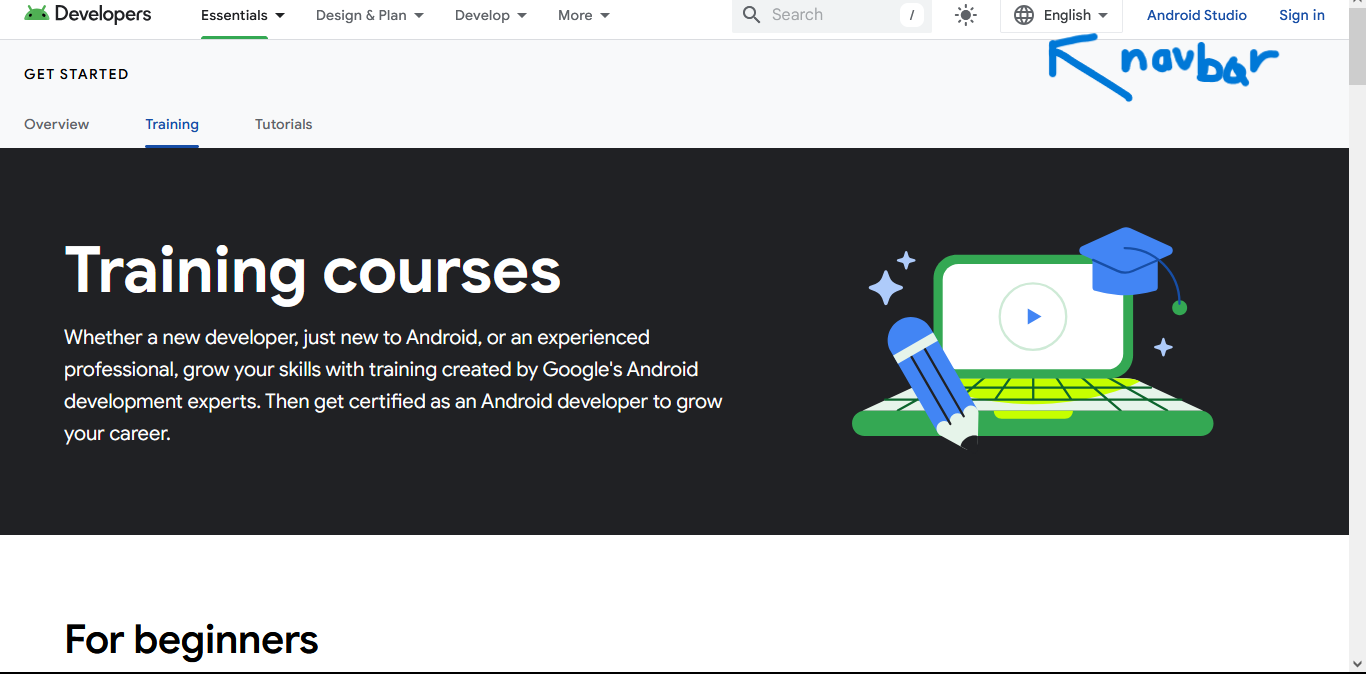 Developers Essentials Design & Plan Develop More Search / English Android Studio Sign in
navbar
GET STARTED
Overview Training Tutorials
Training courses
Whether a new developer, just new to Android, or an experienced
professional, grow your skills with training created by Google's Android
development experts. Then get certified as an Android developer to grow
your career.
For beginners